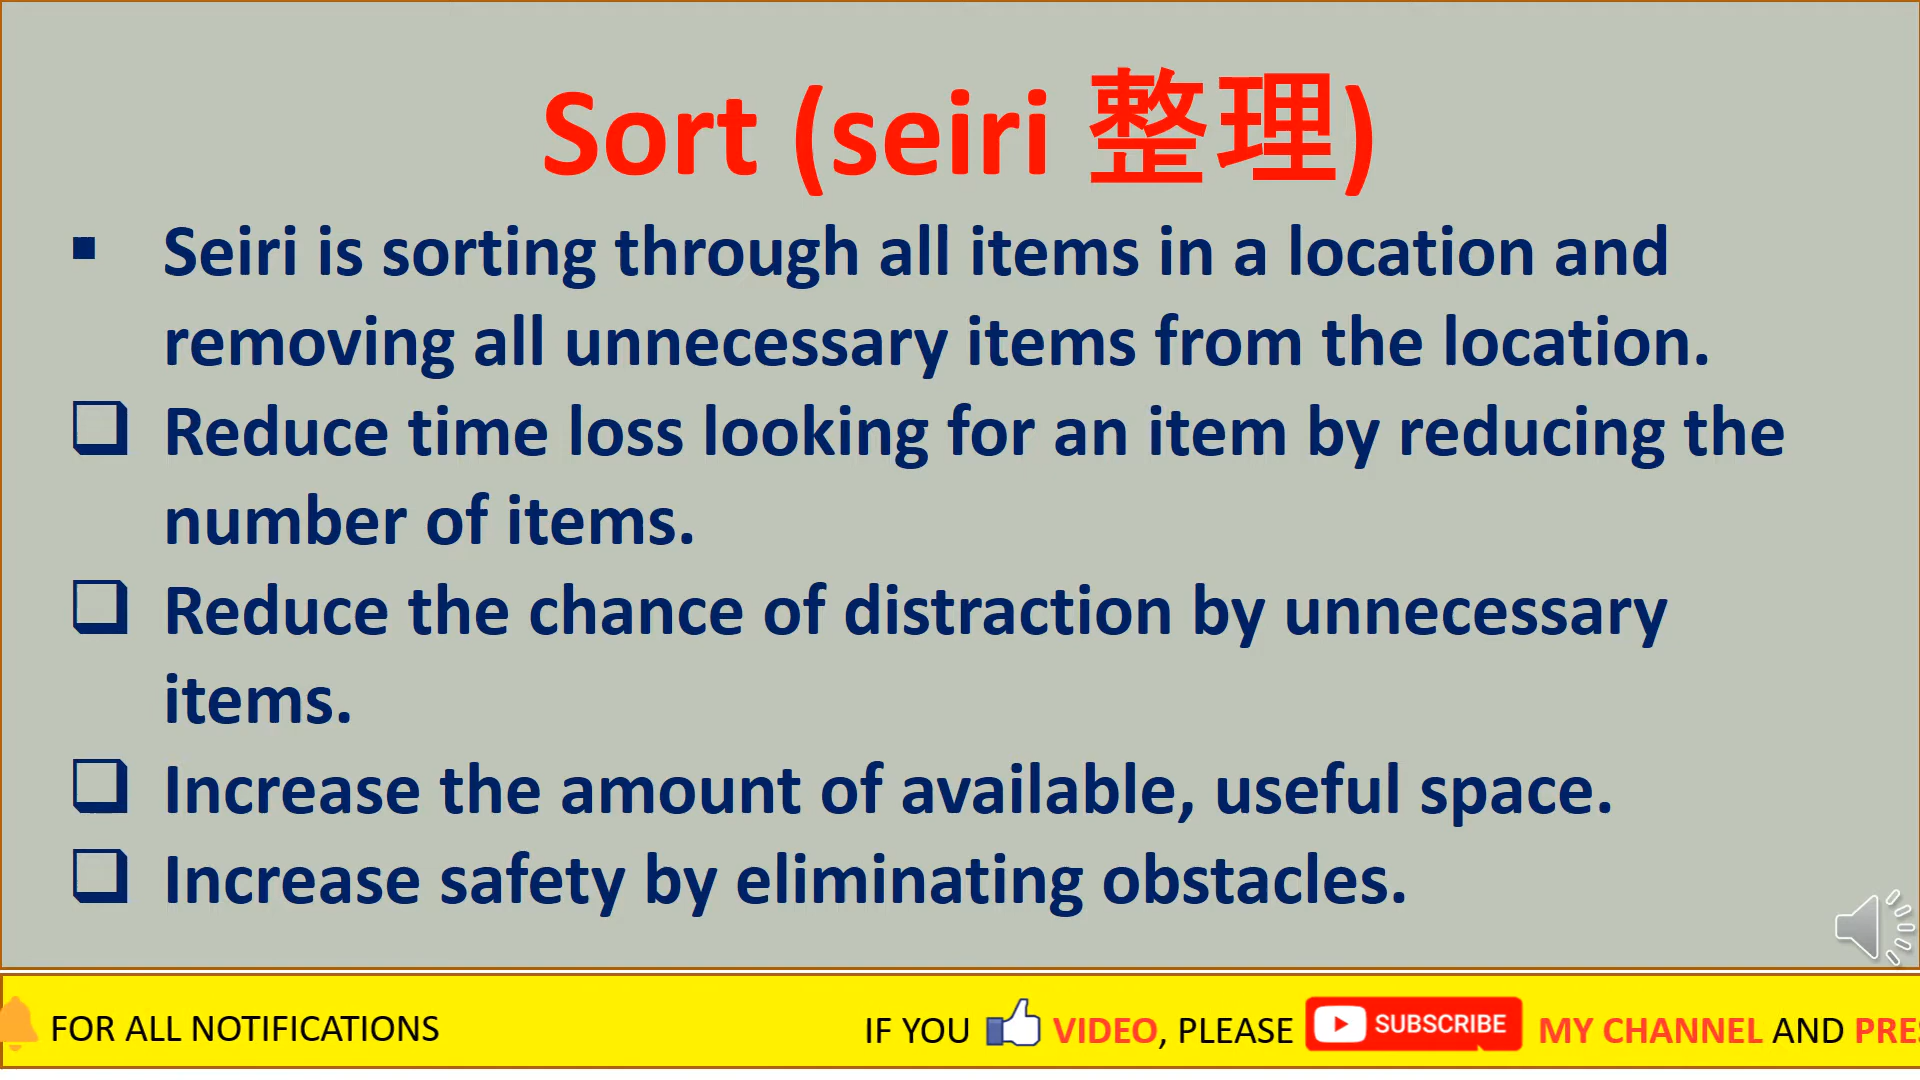 Sort (seiri 整理)
Seiri is sorting through all items in a location and
removing all unnecessary items from the location.
Reduce time loss looking for an item by reducing the
number of items.
Reduce the chance of distraction by unnecessary
items.
Increase the amount of available, useful space.
Increase safety by eliminating obstacles.
FOR ALL NOTIFICATIONS IF YOU VIDEO, PLEASE SUBSCRIBE MY CHANNEL AND